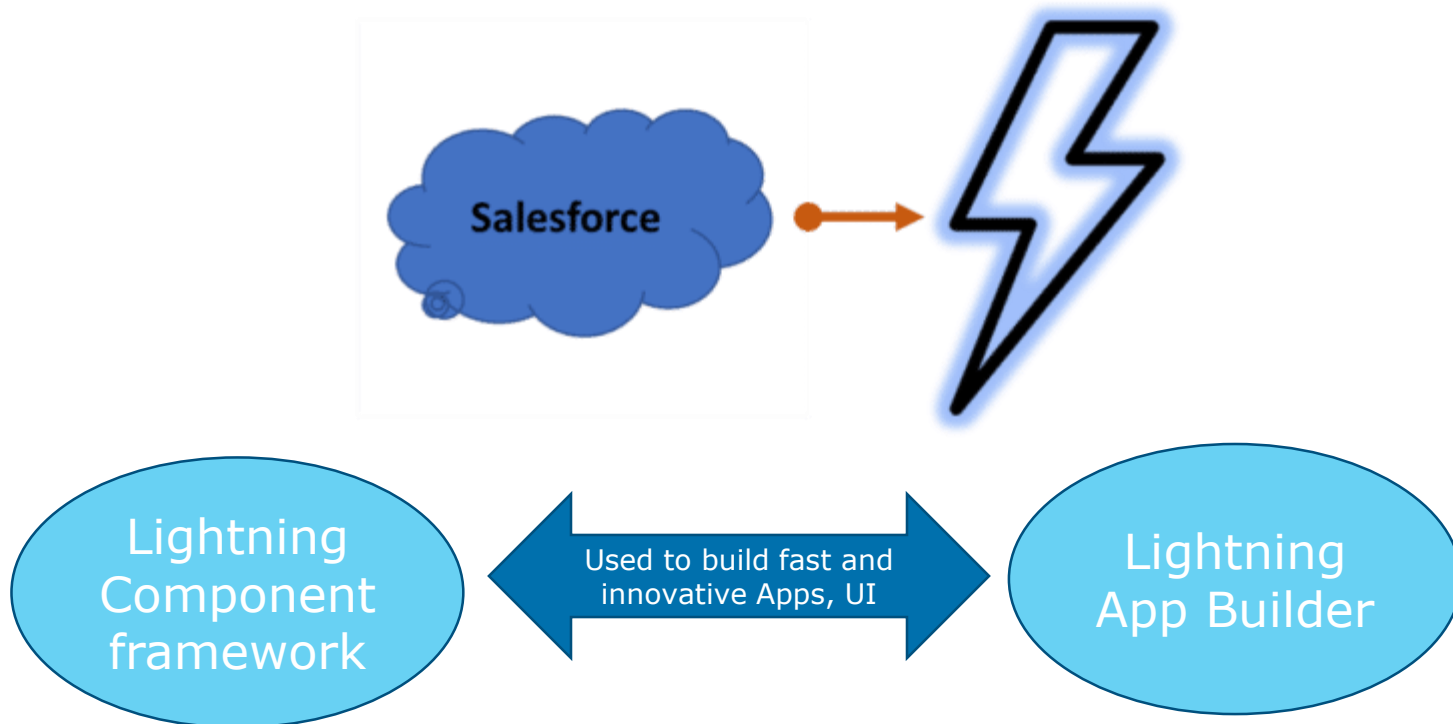 Salesforce
Lightning
Component
framework
Used to build fast and
innovative Apps, UI
Lightning
App Builder